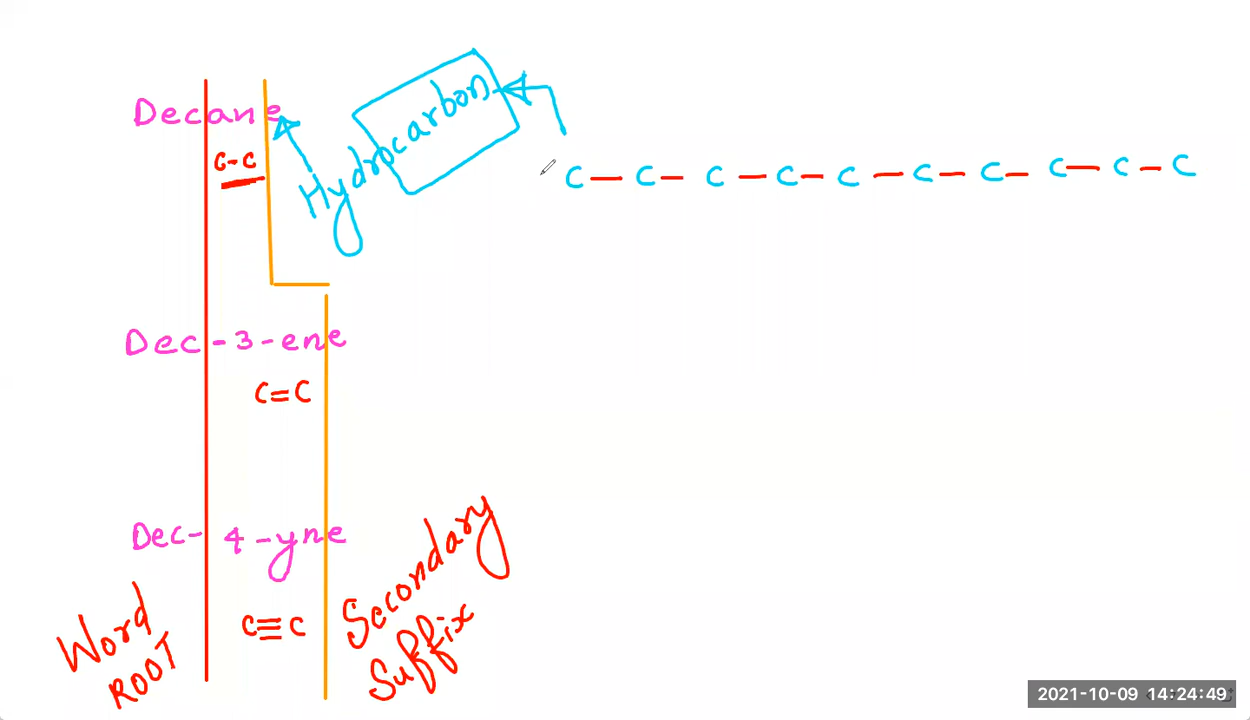 Decane
C-C
Hydrocarbon
C - C - C - C - C - C - C - C - C - C
Dec-3-ene
C=C
Dec-4-yne
C≡C
Word
ROOT
Secondary
Suffix
2021-10-09 14:24:49